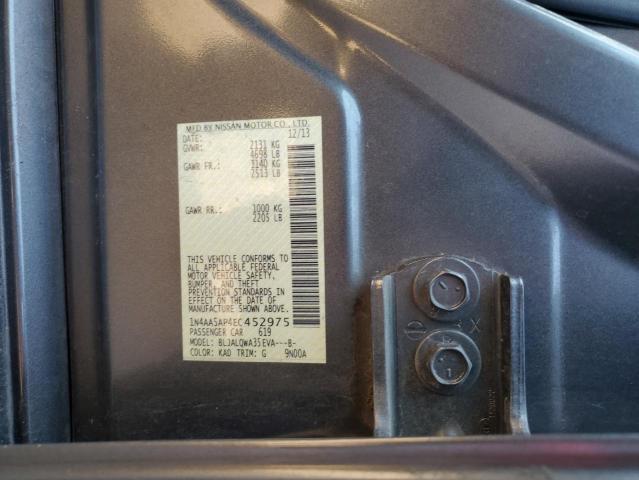 MFD BY NISSAN MOTOR CO., LTD.
DATE: 12/13
GVWR: 2131 KG
4698 LB
GAWR FR.: 1140 KG
2513 LB
GAWR RR.: 1000 KG
2205 LB
THIS VEHICLE CONFORMS TO
ALL APPLICABLE FEDERAL
MOTOR VEHICLE SAFETY,
BUMPER, AND THEFT
PREVENTION STANDARDS IN
EFFECT ON THE DATE OF
MANUFACTURE SHOWN ABOVE.
1N4AA5AP4EC452975
PASSENGER CAR 619
MODEL: BLJALQWA35EVA---B-
COLOR: KAD TRIM: G 9N00A
X
1